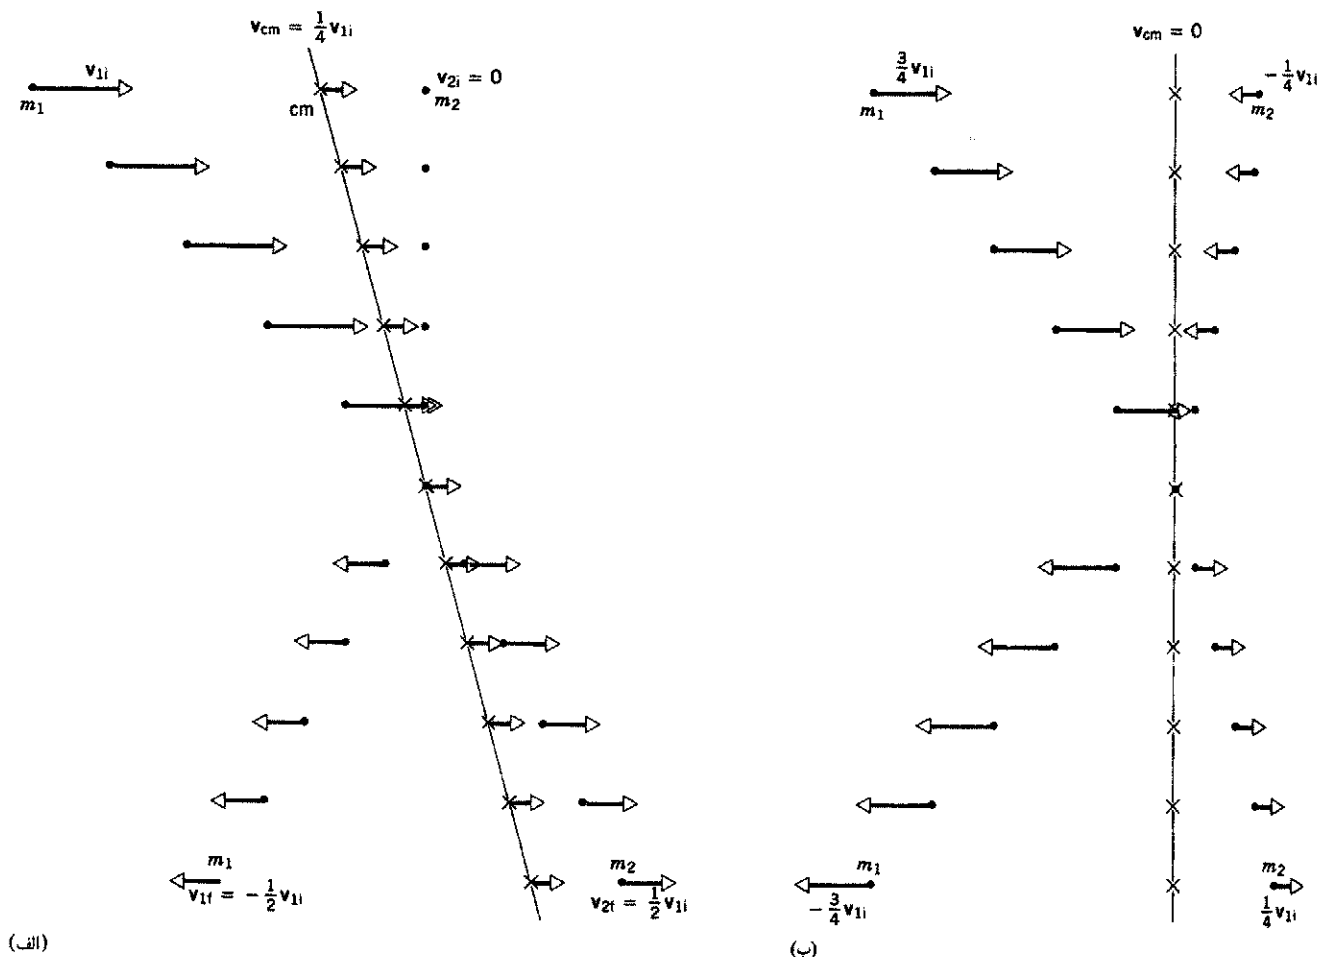 v_cm = 1/4 v_1i
v_1i
m_1
cm
v_2i = 0
m_2
m_1
v_1f = − 1/2 v_1i
m_2
v_2f = 1/2 v_1i
(الف)
v_cm = 0
3/4 v_1i
m_1
− 1/4 v_1i
m_2
m_1
− 3/4 v_1i
m_2
1/4 v_1i
(ب)